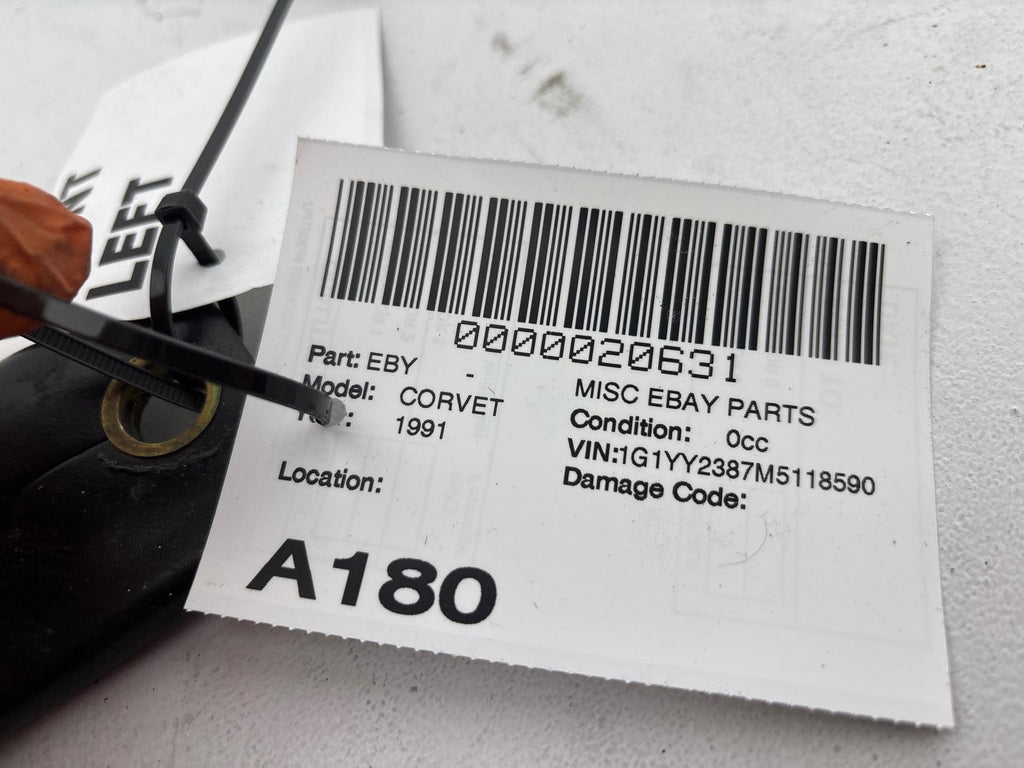 LEFT
0000020631
Part: EBY -
MISC EBAY PARTS
Model: CORVET
Condition: 0cc
1991
VIN:1G1YY2387M5118590
Location:
Damage Code:
A180